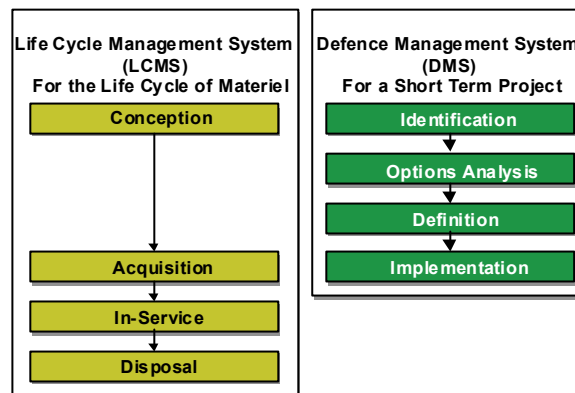 Life Cycle Management System
(LCMS)
For the Life Cycle of Materiel
Conception
Acquisition
In-Service
Disposal
Defence Management System
(DMS)
For a Short Term Project
Identification
Options Analysis
Definition
Implementation